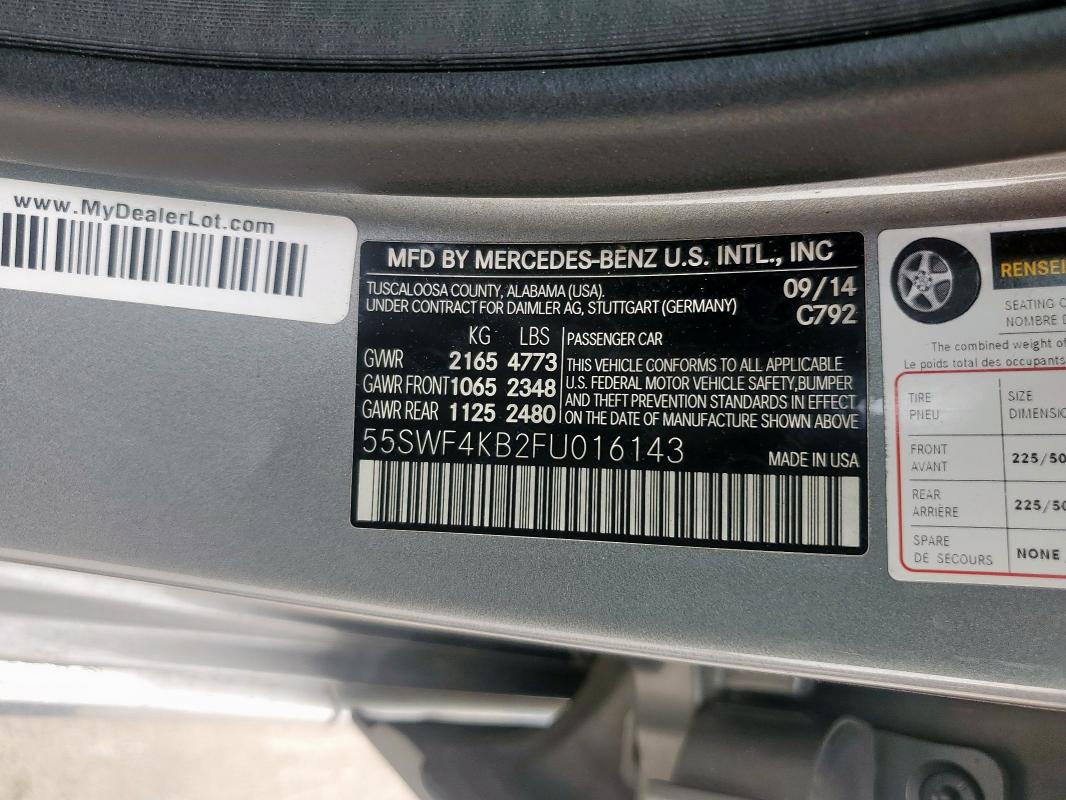 www.MyDealerLot.com
MFD BY MERCEDES-BENZ U.S. INTL., INC
TUSCALOOSA COUNTY, ALABAMA (USA).
UNDER CONTRACT FOR DAIMLER AG, STUTTGART (GERMANY)
09/14
C792
KG LBS
GVWR 2165 4773
GAWR FRONT 1065 2348
GAWR REAR 1125 2480
PASSENGER CAR
THIS VEHICLE CONFORMS TO ALL APPLICABLE
U.S. FEDERAL MOTOR VEHICLE SAFETY,BUMPER
AND THEFT PREVENTION STANDARDS IN EFFECT
ON THE DATE OF MANUFACTURE SHOWN ABOVE
55SWF4KB2FU016143
MADE IN USA
RENSEI
SEATING C
NOMBRE D
The combined weight of
Le poids total des occupants
TIRE SIZE
PNEU DIMENSIO
FRONT
AVANT 225/50
REAR
ARRIÈRE 225/50
SPARE
DE SECOURS NONE